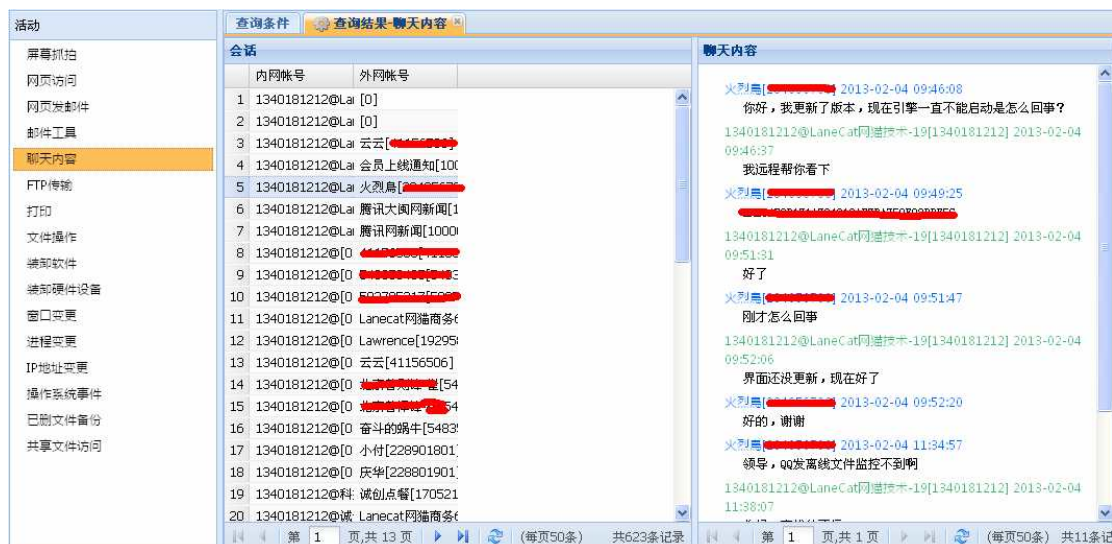 活动
屏幕抓拍
网页访问
网页发邮件
邮件工具
聊天内容
FTP传输
打印
文件操作
装卸软件
装卸硬件设备
窗口变更
进程变更
IP地址变更
操作系统事件
已删文件备份
共享文件访问
查询条件 查询结果-聊天内容
会话
内网帐号 外网帐号
1 1340181212@La [0]
2 1340181212@La [0]
3 1340181212@La 云云[
4 1340181212@La 会员上线通知[100
5 1340181212@La 火烈鳥[
6 1340181212@La 腾讯大闽网新闻[1
7 1340181212@La 腾讯网新闻[1000
8 1340181212@[0
9 1340181212@[0
10 1340181212@[0
11 1340181212@[0 Lanecat网猫商务6
12 1340181212@[0 Lawrence[19295
13 1340181212@[0 云云[41156506]
14 1340181212@[0 [54
15 1340181212@[0 54
16 1340181212@[0 奋斗的蜗牛[5483
17 1340181212@[0 小付[228901801]
18 1340181212@[0 庆华[228801901]
19 1340181212@科 诚创点餐[170521
20 1340181212@诚 Lanecat网猫商务6
第 1 页,共 13 页 (每页50条) 共623条记录
聊天内容
火烈鳥[ 2013-02-04 09:46:08
你好，我更新了版本，现在引擎一直不能启动是怎么回事？
1340181212@LaneCat网猫技术-19[1340181212] 2013-02-04
09:46:37
我远程帮你看下
火烈鳥[ 2013-02-04 09:49:25
1340181212@LaneCat网猫技术-19[1340181212] 2013-02-04
09:51:31
好了
火烈鳥[ 2013-02-04 09:51:47
刚才怎么回事
1340181212@LaneCat网猫技术-19[1340181212] 2013-02-04
09:52:06
界面还没更新，现在好了
火烈鳥[ 2013-02-04 09:52:20
好的，谢谢
火烈鳥[ 2013-02-04 11:34:57
领导，QQ发离线文件监控不到啊
1340181212@LaneCat网猫技术-19[1340181212] 2013-02-04
11:38:07
第 1 页,共 1 页 (每页50条) 共11条记